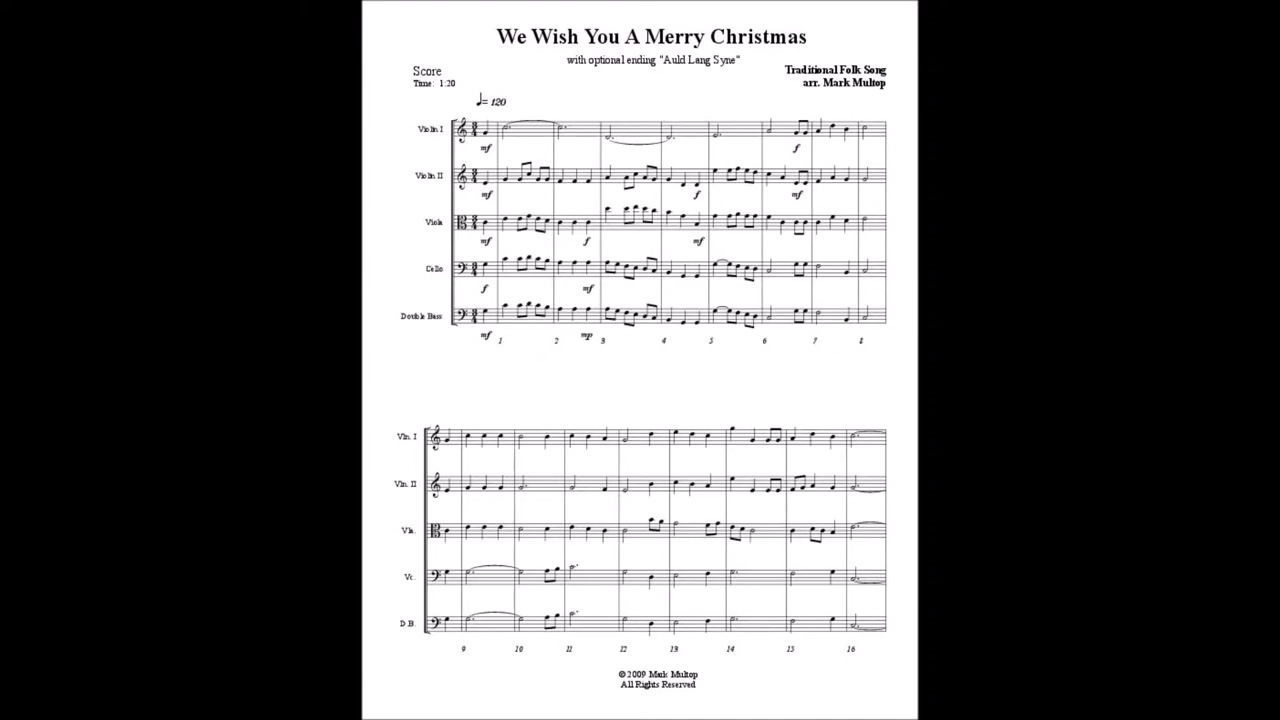 We Wish You A Merry Christmas
with optional ending "Auld Lang Syne"
Score
Time: 1:20
Traditional Folk Song
arr. Mark Multop
♩= 120
Violin I
mf f
Violin II
mf f mf
Viola
mf f mf
Cello
f mf
Double Bass
mf mp
1 2 3 4 5 6 7 8
Vln. I
Vln. II
Vla.
Vc.
D.B.
9 10 11 12 13 14 15 16
© 2009 Mark Multop
All Rights Reserved